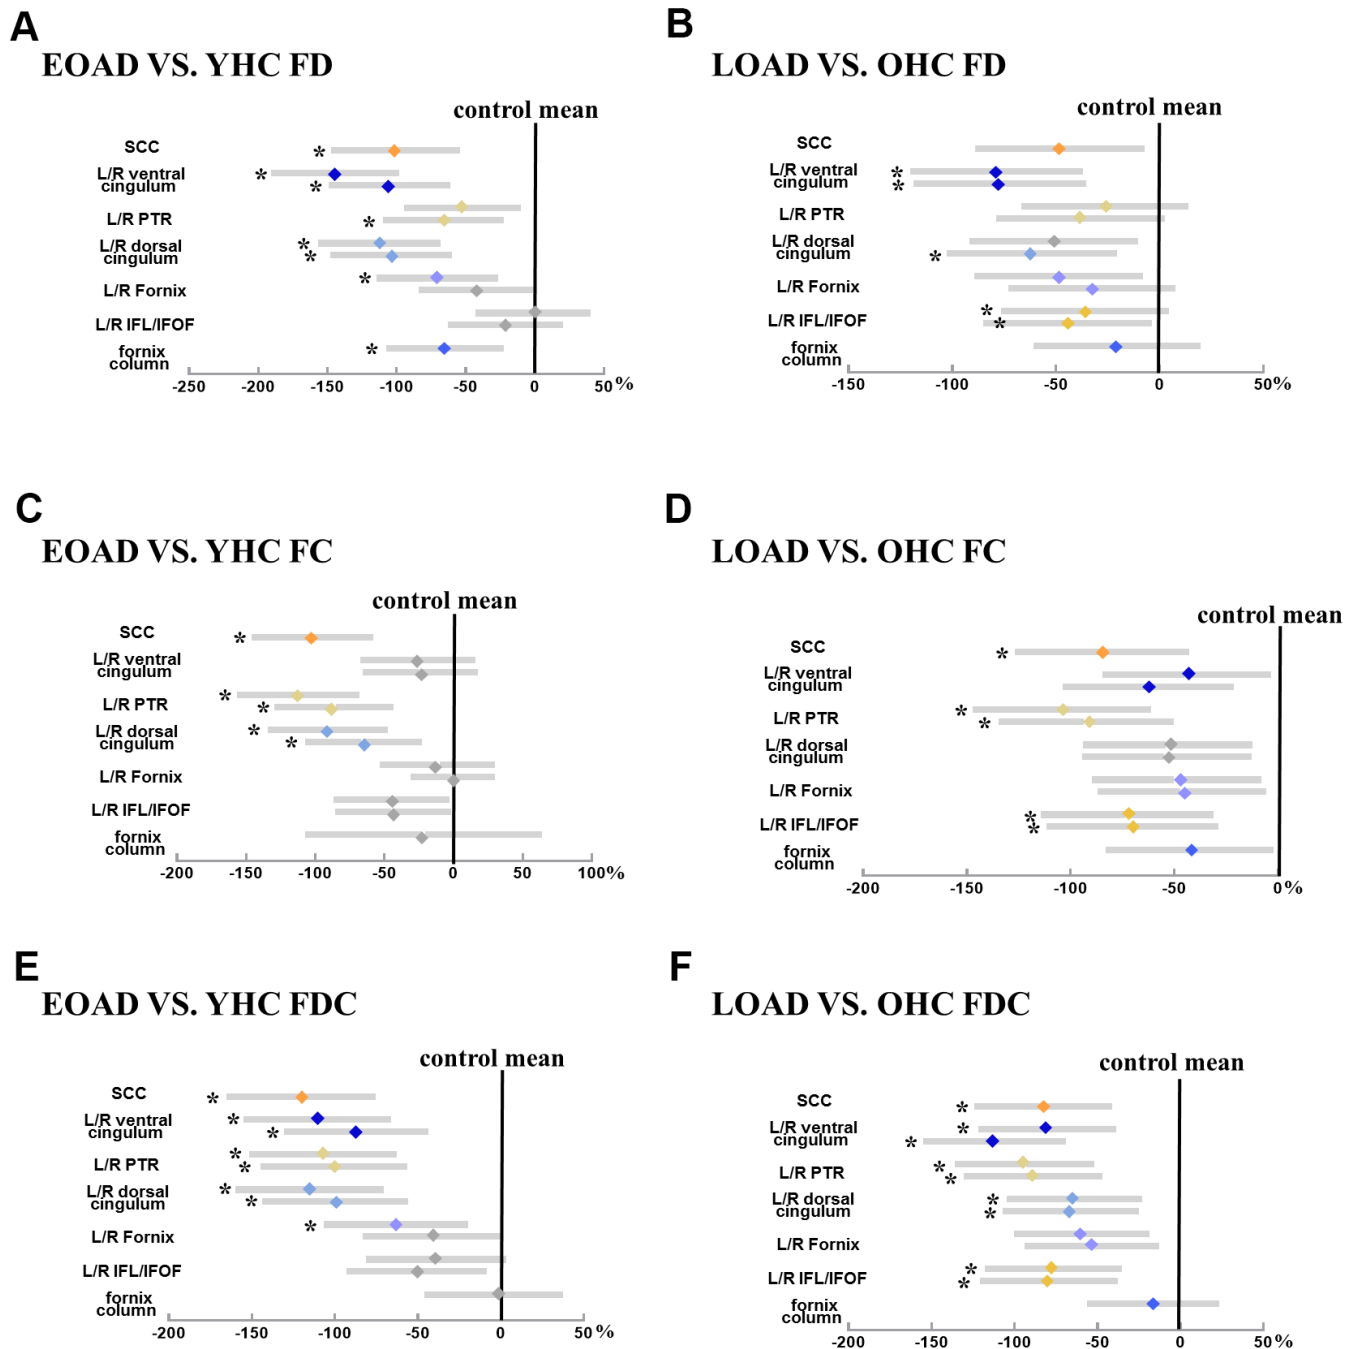 A
EOAD VS. YHC FD
control mean
SCC
*
L/R ventral
cingulum
*
*
L/R PTR
*
L/R dorsal
cingulum
*
*
L/R Fornix
*
L/R IFL/IFOF
fornix
column
*
-250 -200 -150 -100 -50 0 50 %
B
LOAD VS. OHC FD
control mean
SCC
L/R ventral
cingulum
*
*
L/R PTR
L/R dorsal
cingulum
*
L/R Fornix
L/R IFL/IFOF
*
*
fornix
column
-150 -100 -50 0 50 %
C
EOAD VS. YHC FC
control mean
SCC
*
L/R ventral
cingulum
L/R PTR
*
*
L/R dorsal
cingulum
*
*
L/R Fornix
L/R IFL/IFOF
fornix
column
-200 -150 -100 -50 0 50 100%
D
LOAD VS. OHC FC
control mean
SCC
*
L/R ventral
cingulum
L/R PTR
*
*
L/R dorsal
cingulum
L/R Fornix
L/R IFL/IFOF
*
*
fornix
column
-200 -150 -100 -50 0%
E
EOAD VS. YHC FDC
control mean
SCC
*
L/R ventral
cingulum
*
*
L/R PTR
*
*
L/R dorsal
cingulum
*
*
L/R Fornix
*
L/R IFL/IFOF
fornix
column
-200 -150 -100 -50 0 50 %
F
LOAD VS. OHC FDC
control mean
SCC
*
L/R ventral
cingulum
*
*
L/R PTR
*
*
L/R dorsal
cingulum
*
*
L/R Fornix
L/R IFL/IFOF
*
*
fornix
column
-200 -150 -100 -50 0 50 %